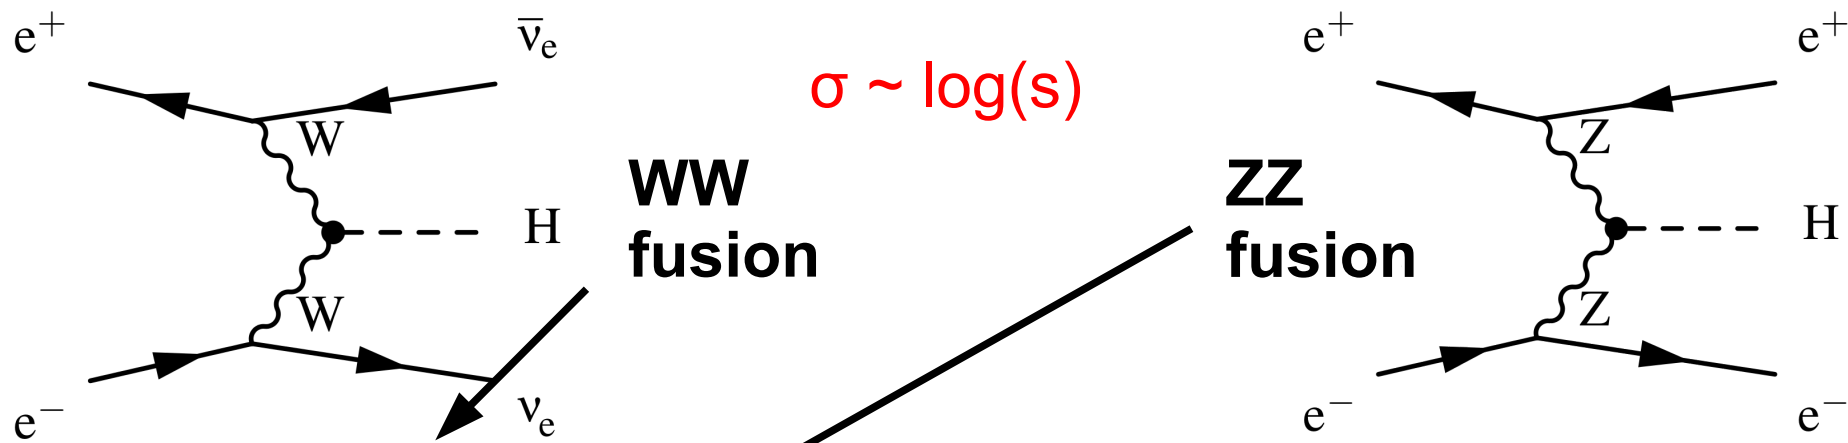 e⁺
ν̅ₑ
W
H
W
e⁻
νₑ
σ ~ log(s)
WW
fusion
ZZ
fusion
e⁺
e⁺
Z
H
Z
e⁻
e⁻